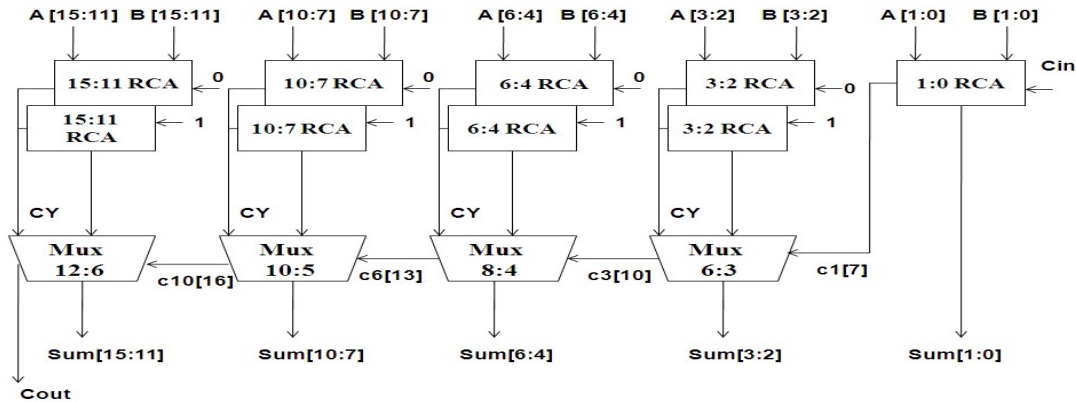 A [15:11] B [15:11] A [10:7] B [10:7] A [6:4] B [6:4] A [3:2] B [3:2] A [1:0] B [1:0]
Cin
15:11 RCA 0 10:7 RCA 0 6:4 RCA 0 3:2 RCA 0 1:0 RCA
15:11
RCA 1 10:7 RCA 1 6:4 RCA 1 3:2 RCA 1
CY CY CY CY
Mux Mux Mux Mux
12:6 10:5 8:4 6:3
c10[16] c6[13] c3[10] c1[7]
Sum[15:11] Sum[10:7] Sum[6:4] Sum[3:2] Sum[1:0]
Cout